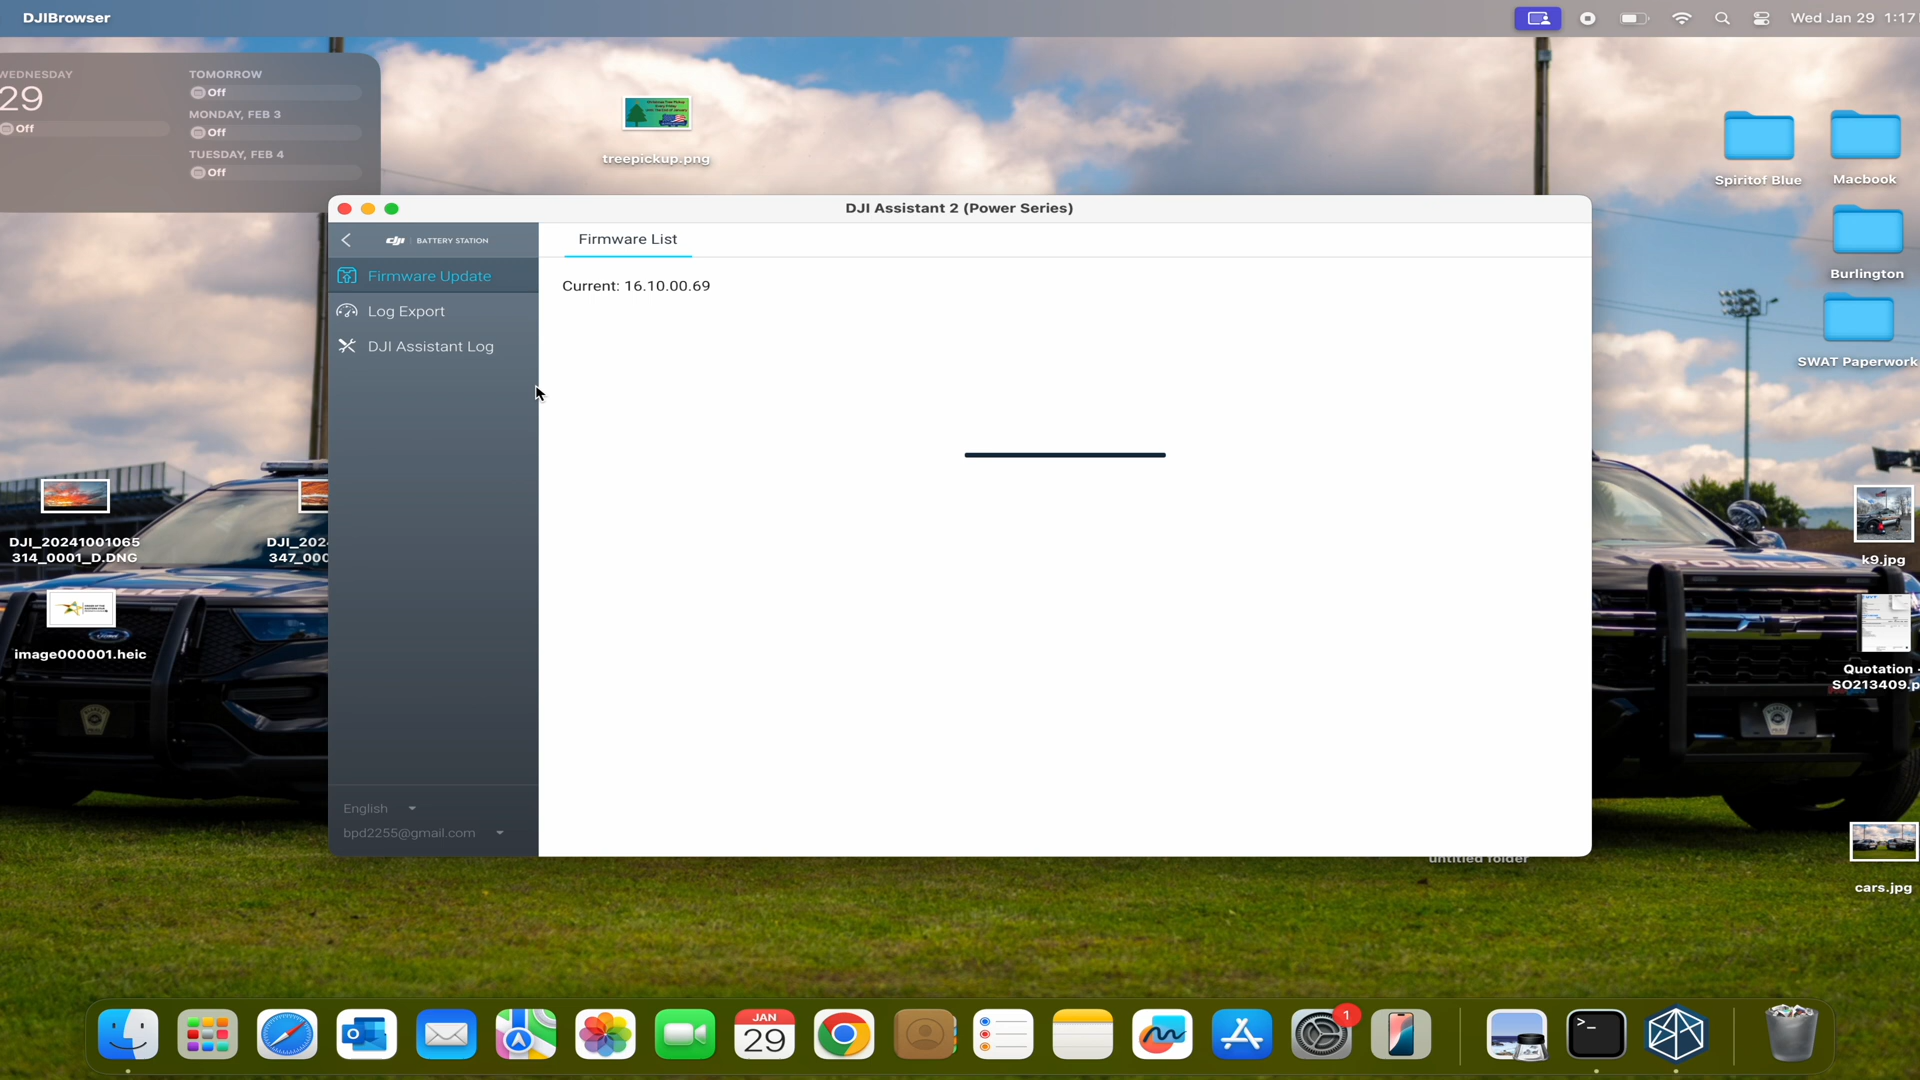 DJIBrowser
Wed Jan 29 1:17
WEDNESDAY
29
Off
TOMORROW
Off
MONDAY, FEB 3
Off
TUESDAY, FEB 4
Off
treepickup.png
Spiritof Blue
Macbook
Burlington
SWAT Paperwork
DJI Assistant 2 (Power Series)
dji BATTERY STATION
Firmware List
Firmware Update
Current: 16.10.00.69
Log Export
DJI Assistant Log
DJI_20241001065
314_0001_D.DNG
DJI_202
347_000
image000001.heic
k9.jpg
Quotation -
SO213409.p
English
bpd2255@gmail.com
untitled folder
cars.jpg
JAN
29
1